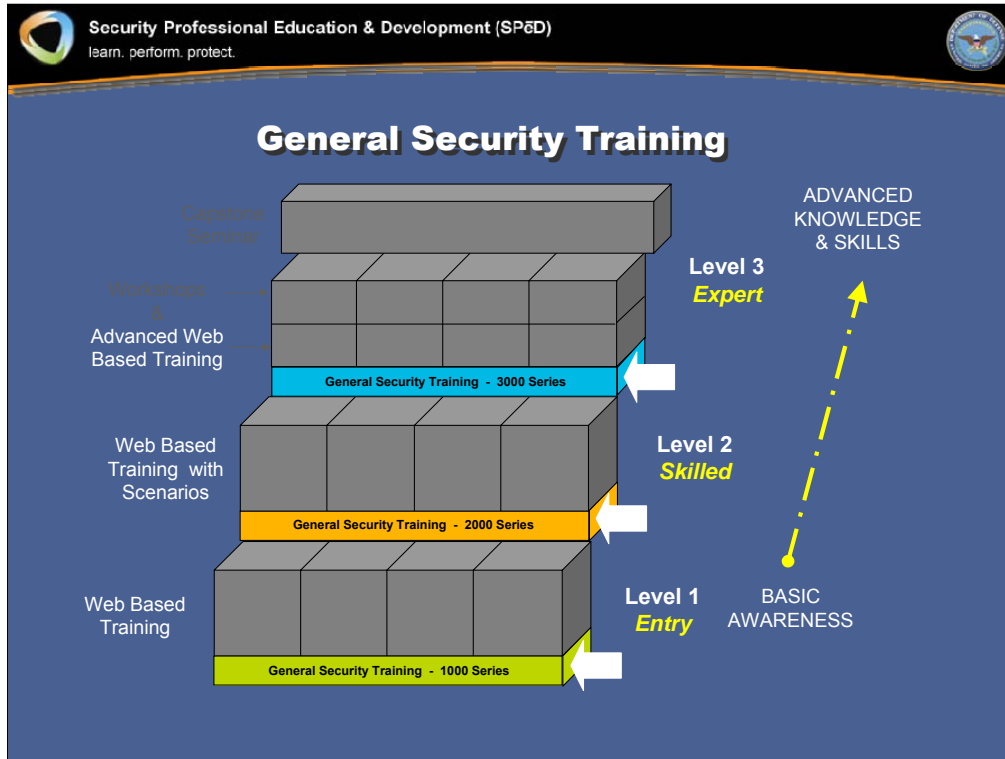 Security Professional Education & Development (SPēD)
learn. perform. protect.
General Security Training
Capstone
Seminar
Workshops
&
Advanced Web
Based Training
Level 3
Expert
General Security Training - 3000 Series
ADVANCED
KNOWLEDGE
& SKILLS
Web Based
Training with
Scenarios
Level 2
Skilled
General Security Training - 2000 Series
Web Based
Training
Level 1
Entry
General Security Training - 1000 Series
BASIC
AWARENESS